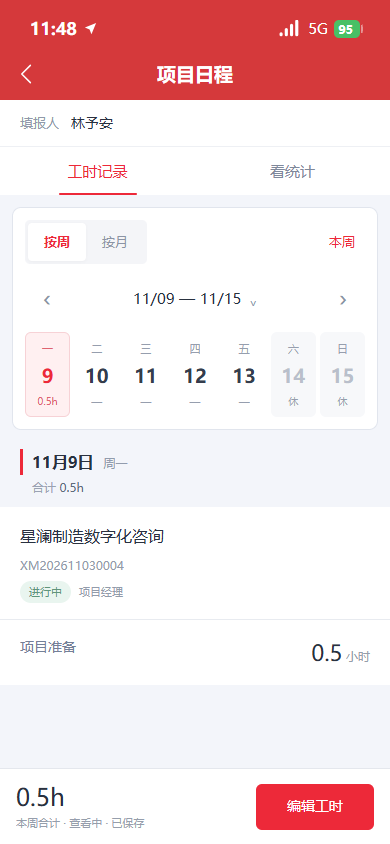 11:48 5G 95
项目日程
填报人 林予安
工时记录 看统计
按周 按月 本周
‹ 11/09 — 11/15 ›
一 二 三 四 五 六 日
9 10 11 12 13 14 15
0.5h — — — — 休 休
11月9日 周一
合计 0.5h
星澜制造数字化咨询
XM202611030004
进行中 项目经理
项目准备 0.5 小时
0.5h
本周合计 · 查看中 · 已保存
编辑工时